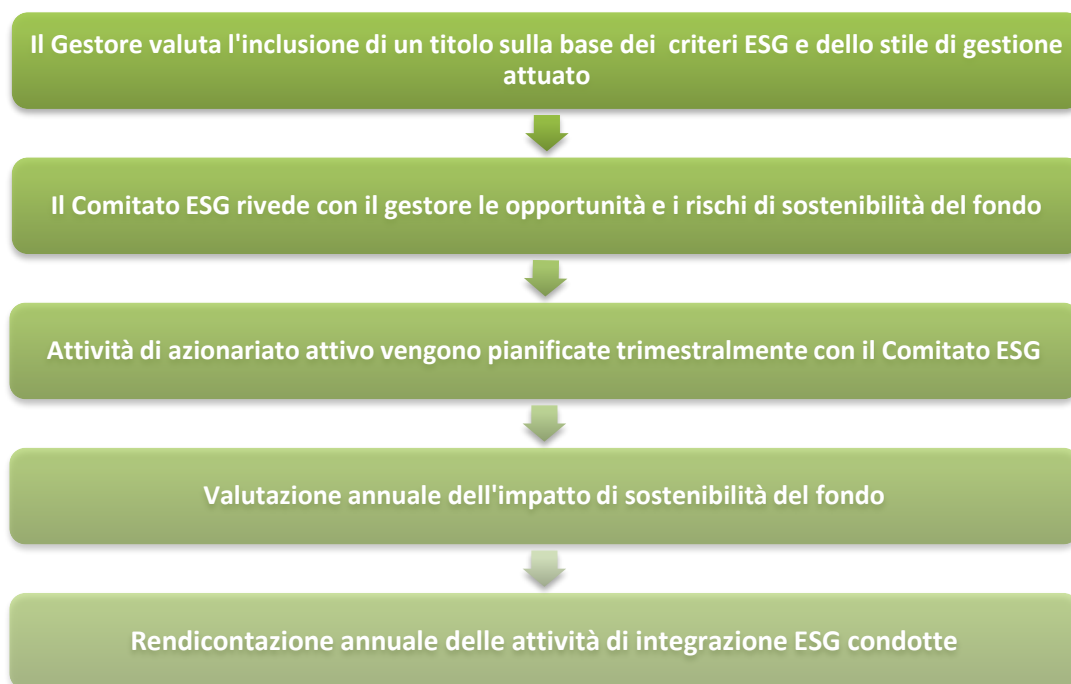 Il Gestore valuta l'inclusione di un titolo sulla base dei  criteri ESG e dello stile di gestione
attuato
Il Comitato ESG rivede con il gestore le opportunità e i rischi di sostenibilità del fondo
Attività di azionariato attivo vengono pianificate trimestralmente con il Comitato ESG
Valutazione annuale dell'impatto di sostenibilità del fondo
Rendicontazione annuale delle attività di integrazione ESG condotte